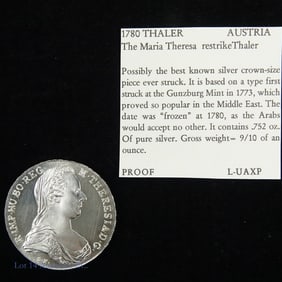 1780 THALER AUSTRIA
The Maria Theresa restrikeThaler
Possibly the best known silver crown-size
piece ever struck. It is based on a type first
struck at the Gunzburg Mint in 1773, which
proved so popular in the Middle East. The
date was "frozen" at 1780, as the Arabs
would accept no other. It contains .752 oz.
Of pure silver. Gross weight= 9/10 of an
ounce.
PROOF L-UAXP
R·IMP·HU·BO·REG·
M·THERESIA·D·G·
S.F.
Lot 14